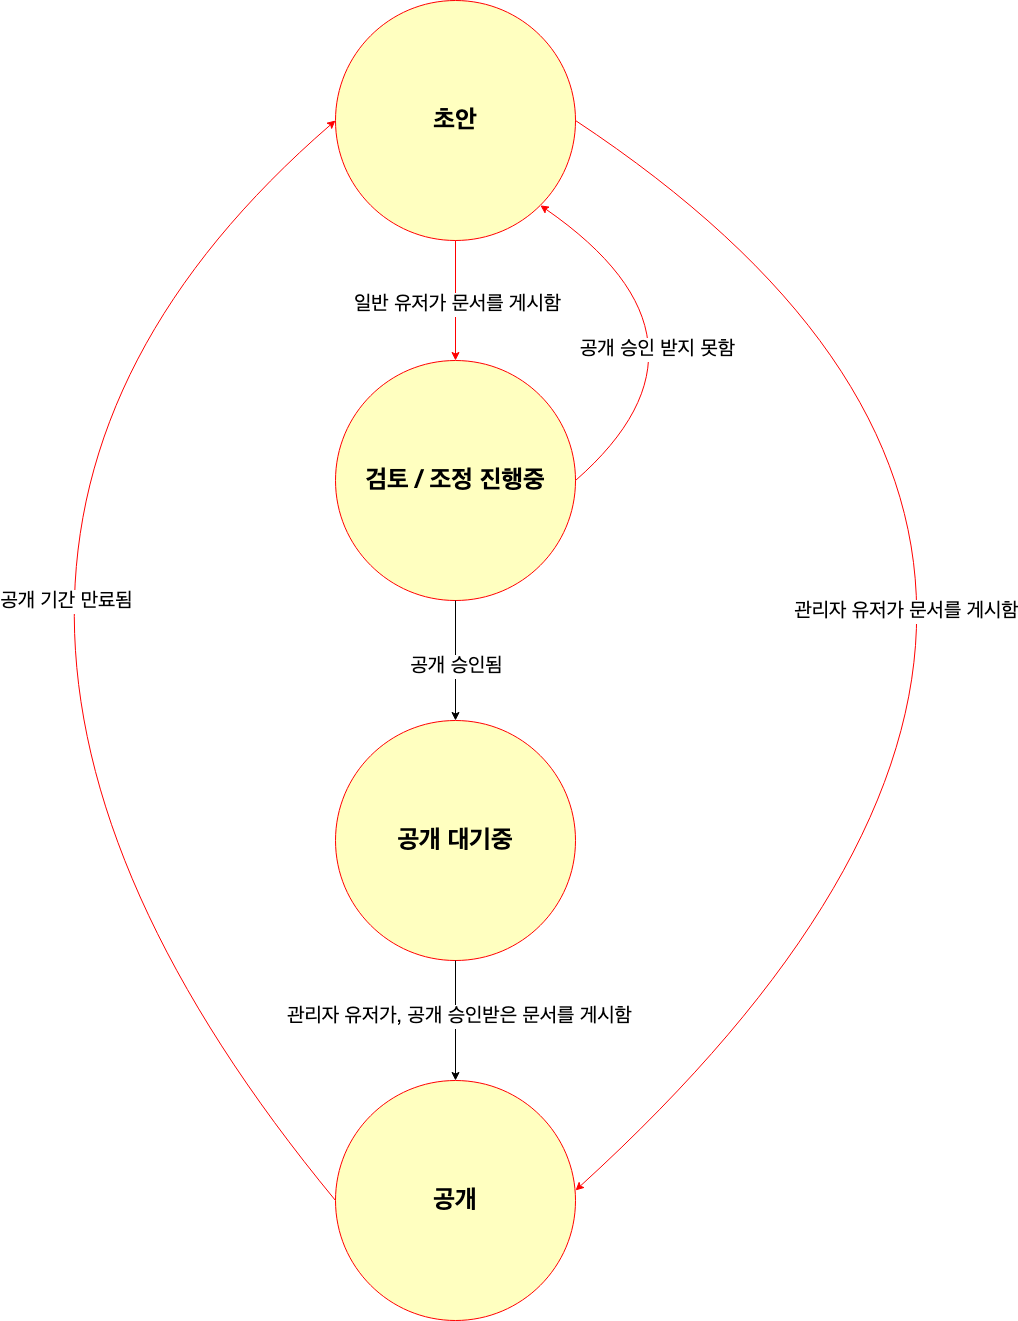 초안
일반 유저가 문서를 게시함
공개 승인 받지 못함
검토 / 조정 진행중
공개 기간 만료됨
관리자 유저가 문서를 게시함
공개 승인됨
공개 대기중
관리자 유저가, 공개 승인받은 문서를 게시함
공개